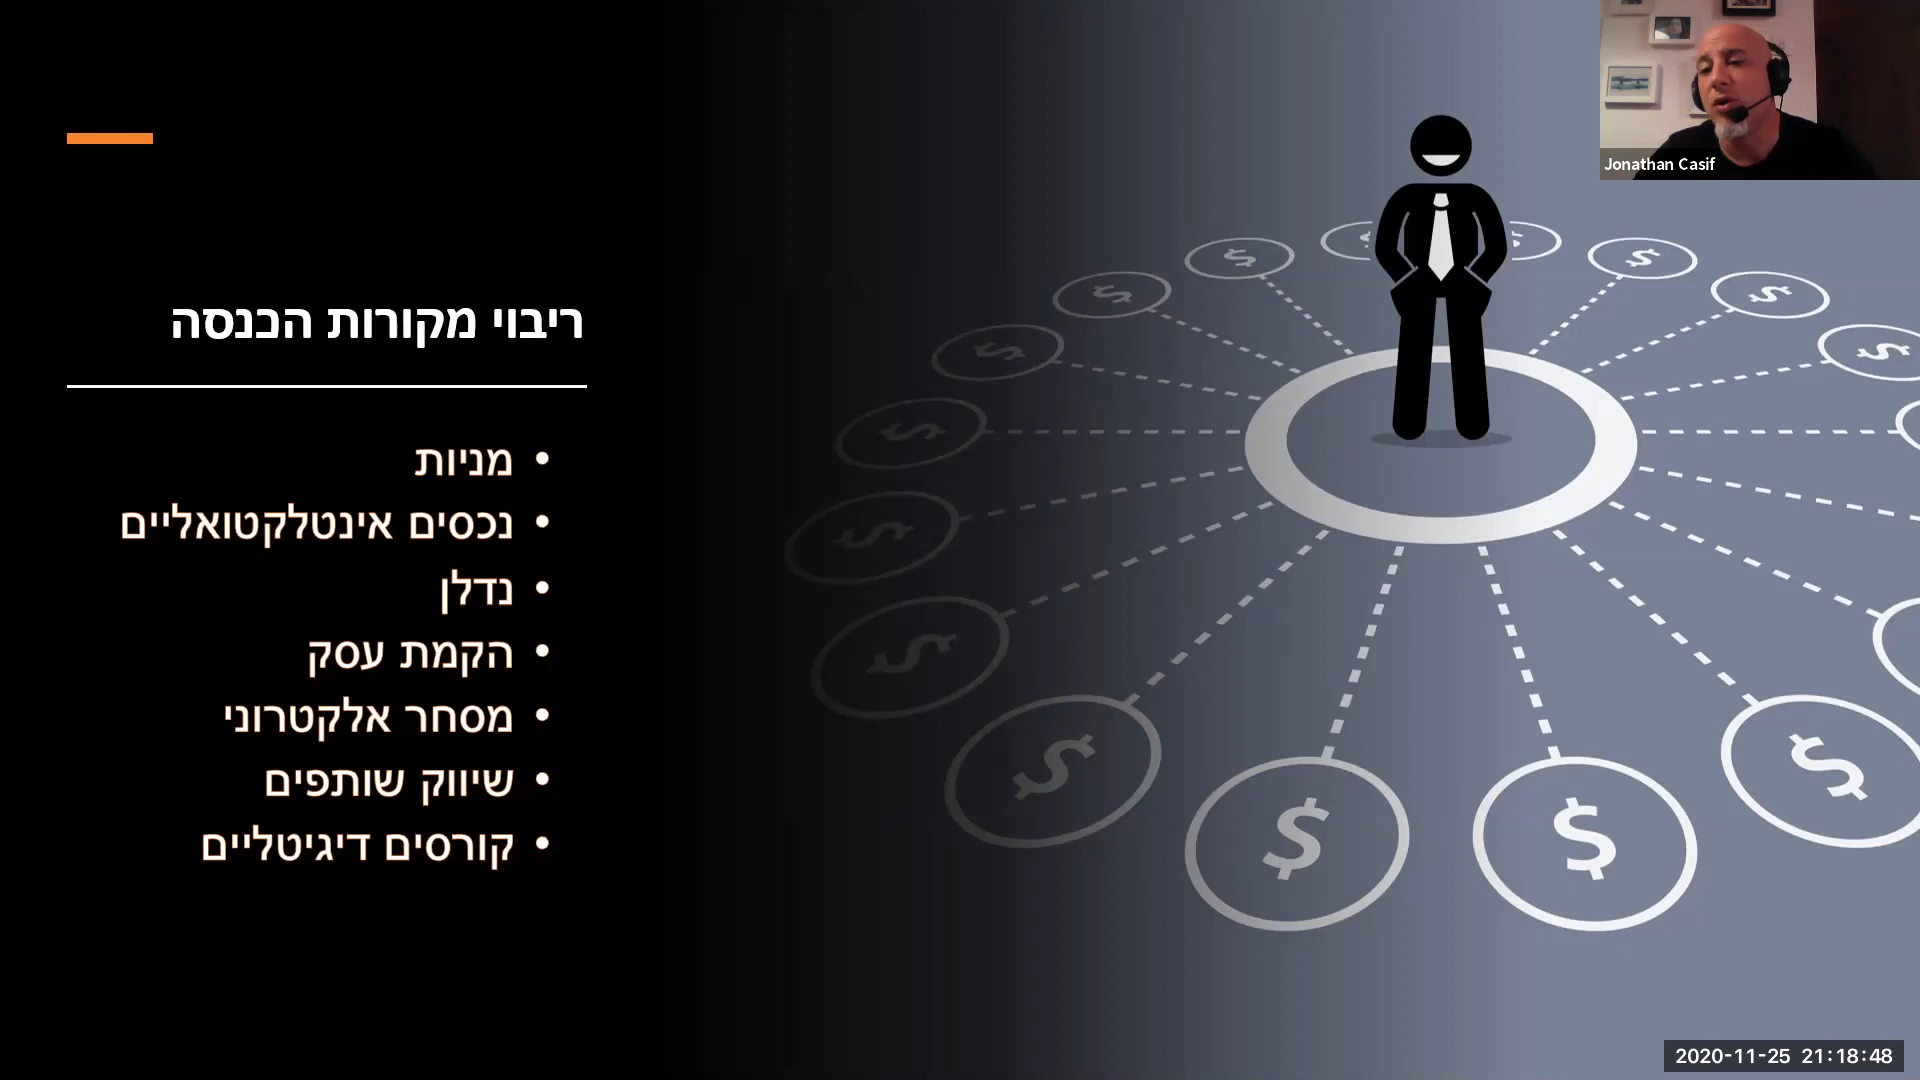 ריבוי מקורות הכנסה
• מניות
• נכסים אינטלקטואליים
• נדלן
• הקמת עסק
• מסחר אלקטרוני
• שיווק שותפים
• קורסים דיגיטליים
$ $ $ $ $ $ $ $ $ $ $ $ $ $
Jonathan Casif
2020-11-25 21:18:48